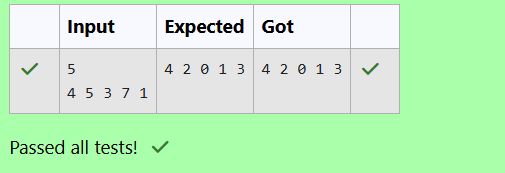 Input Expected Got
5 4 2 0 1 3 4 2 0 1 3
4 5 3 7 1
Passed all tests!